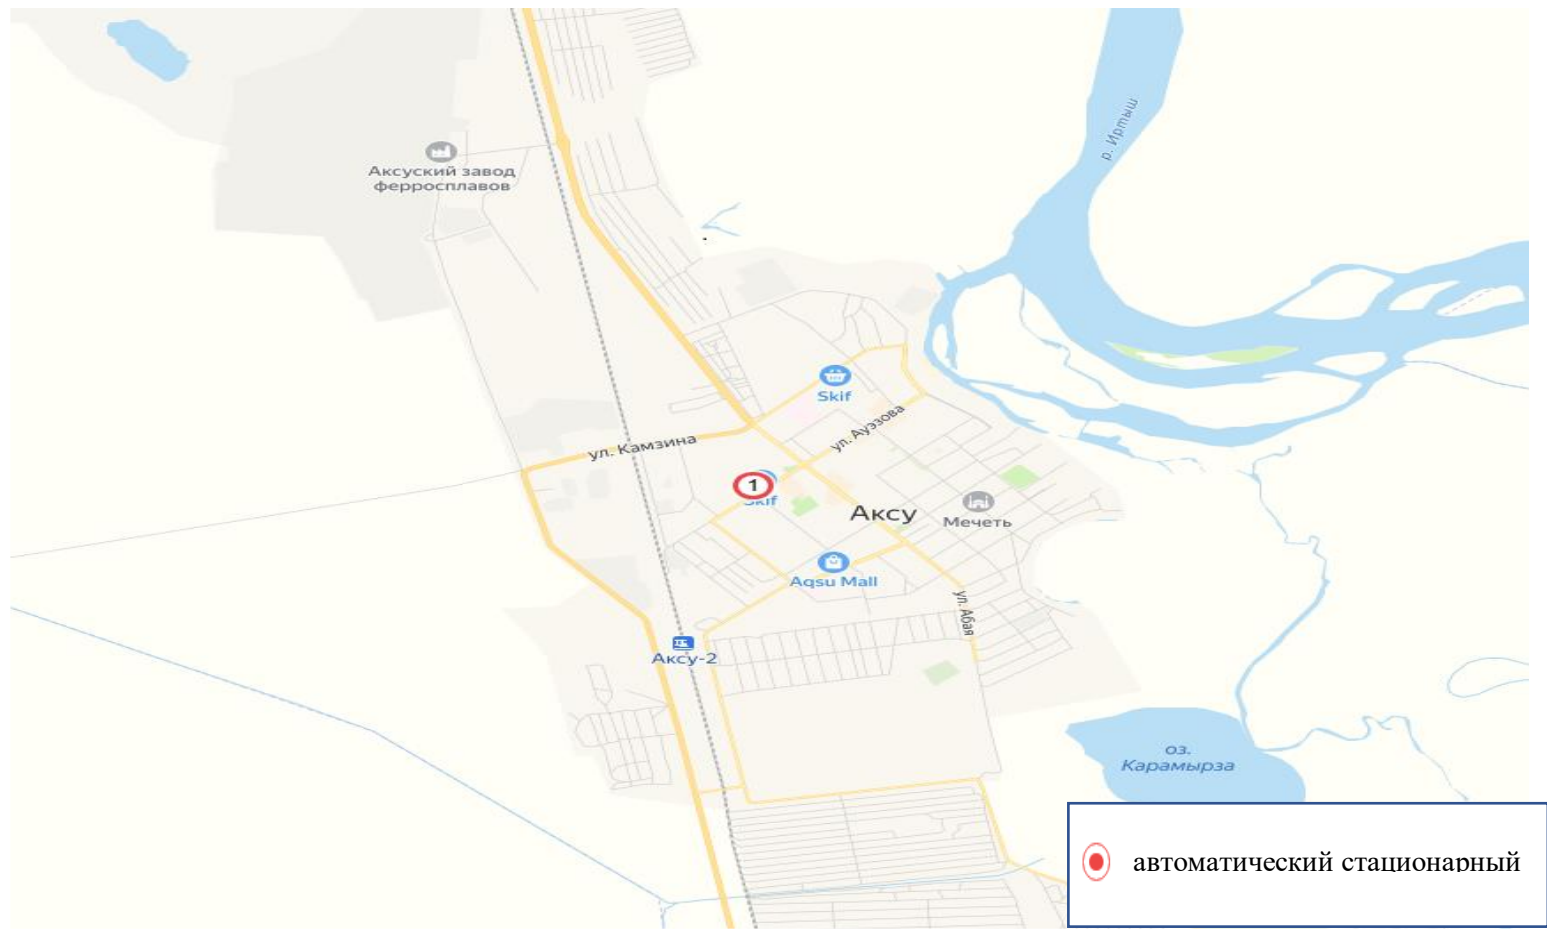 р. Иртыш
Аксуский завод
ферросплавов
Skif
ул. Ауэзова
ул. Камзина
1
Skif
Аксу
Мечеть
Aqsu Mall
ул. Абая
Аксу-2
оз.
Карамырза
автоматический стационарный